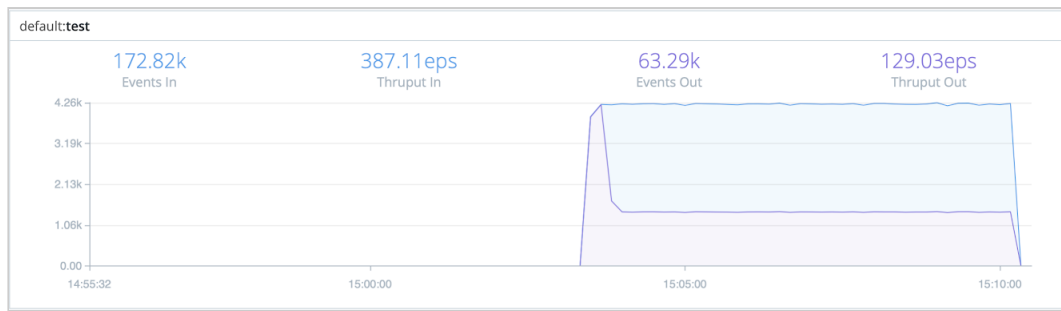 default:test
172.82k 387.11eps 63.29k 129.03eps
Events In Thruput In Events Out Thruput Out
4.26k
3.19k
2.13k
1.06k
0.00
14:55:32 15:00:00 15:05:00 15:10:00